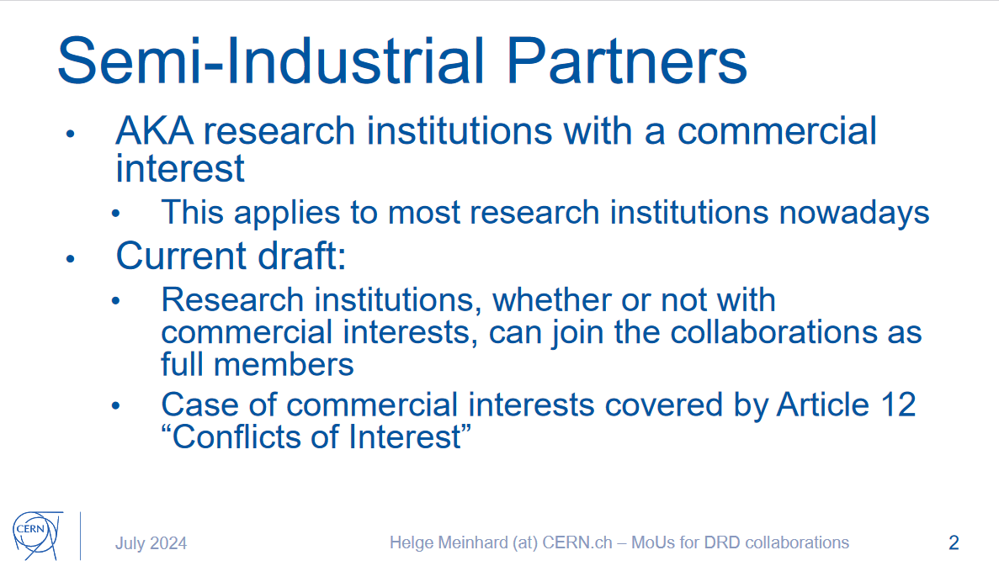 Semi-Industrial Partners
• AKA research institutions with a commercial
interest
• This applies to most research institutions nowadays
• Current draft:
• Research institutions, whether or not with
commercial interests, can join the collaborations as
full members
• Case of commercial interests covered by Article 12
“Conflicts of Interest”
CERN
July 2024
Helge Meinhard (at) CERN.ch – MoUs for DRD collaborations
2